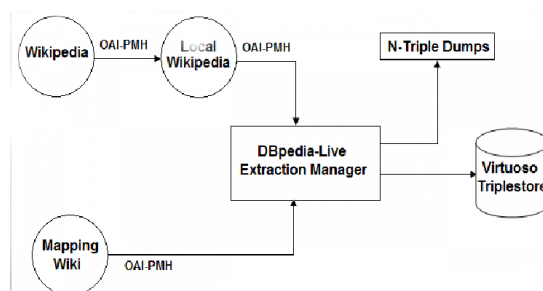 Wikipedia
OAI-PMH
Local
Wikipedia
OAI-PMH
N-Triple Dumps
DBpedia-Live
Extraction Manager
Virtuoso
Triplestore
Mapping
Wiki
OAI-PMH